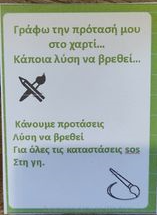 Γράφω την πρότασή μου
στο χαρτί...
Κάποια λύση να βρεθεί...
Κάνουμε προτάσεις
Λύση να βρεθεί
Για όλες τις καταστάσεις sos
Στη γη.